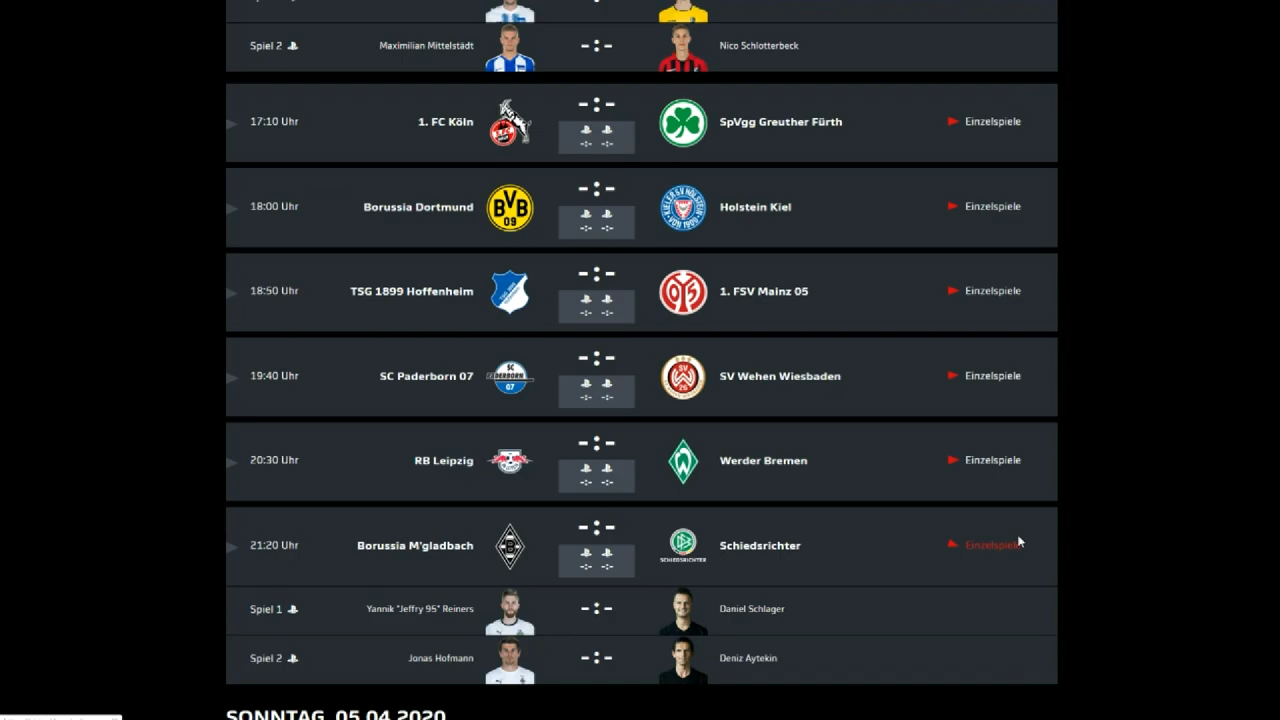 Spiel 2 Maximilian Mittelstädt -:- Nico Schlotterbeck
17:10 Uhr 1. FC Köln -:- SpVgg Greuther Fürth Einzelspiele
-:- -:-
18:00 Uhr Borussia Dortmund BVB 09 -:- Holstein Kiel Einzelspiele
-:- -:-
18:50 Uhr TSG 1899 Hoffenheim -:- 1. FSV Mainz 05 Einzelspiele
-:- -:-
19:40 Uhr SC Paderborn 07 -:- SV Wehen Wiesbaden Einzelspiele
-:- -:-
20:30 Uhr RB Leipzig -:- Werder Bremen Einzelspiele
-:- -:-
21:20 Uhr Borussia M'gladbach -:- Schiedsrichter Einzelspiele
SCHIEDSRICHTER
-:- -:-
Spiel 1 Yannik "Jeffry 95" Reiners -:- Daniel Schlager
Spiel 2 Jonas Hofmann -:- Deniz Aytekin
SONNTAG, 05.04.2020